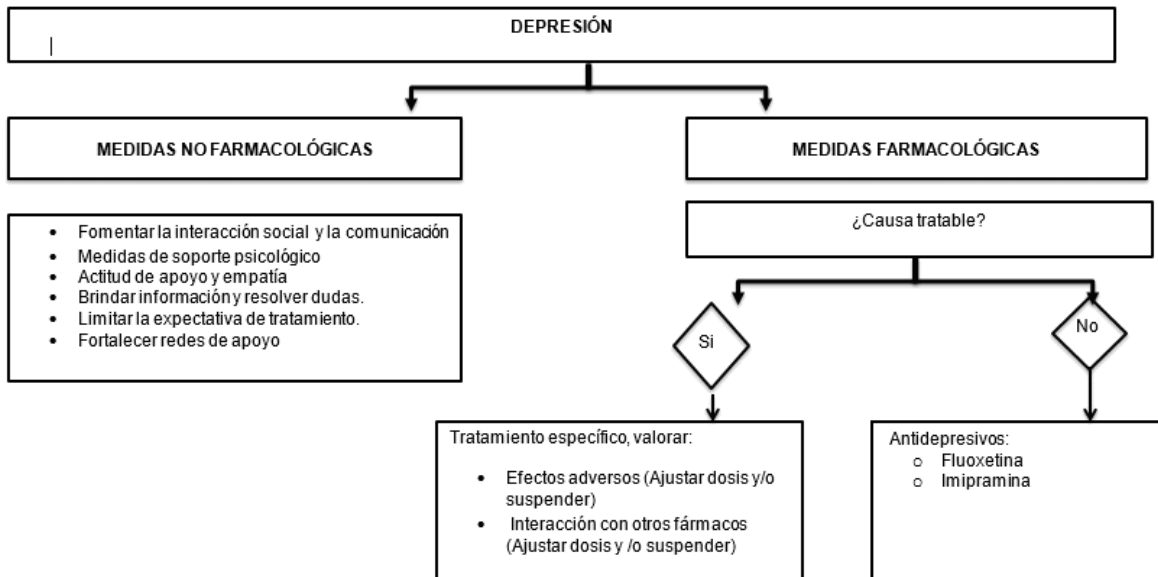 DEPRESIÓN
MEDIDAS NO FARMACOLÓGICAS
MEDIDAS FARMACOLÓGICAS
• Fomentar la interacción social y la comunicación
• Medidas de soporte psicológico
• Actitud de apoyo y empatía
• Brindar información y resolver dudas.
• Limitar la expectativa de tratamiento.
• Fortalecer redes de apoyo
¿Causa tratable?
Si
No
Tratamiento específico, valorar:
• Efectos adversos (Ajustar dosis y/o
suspender)
• Interacción con otros fármacos
(Ajustar dosis y /o suspender)
Antidepresivos:
o Fluoxetina
o Imipramina